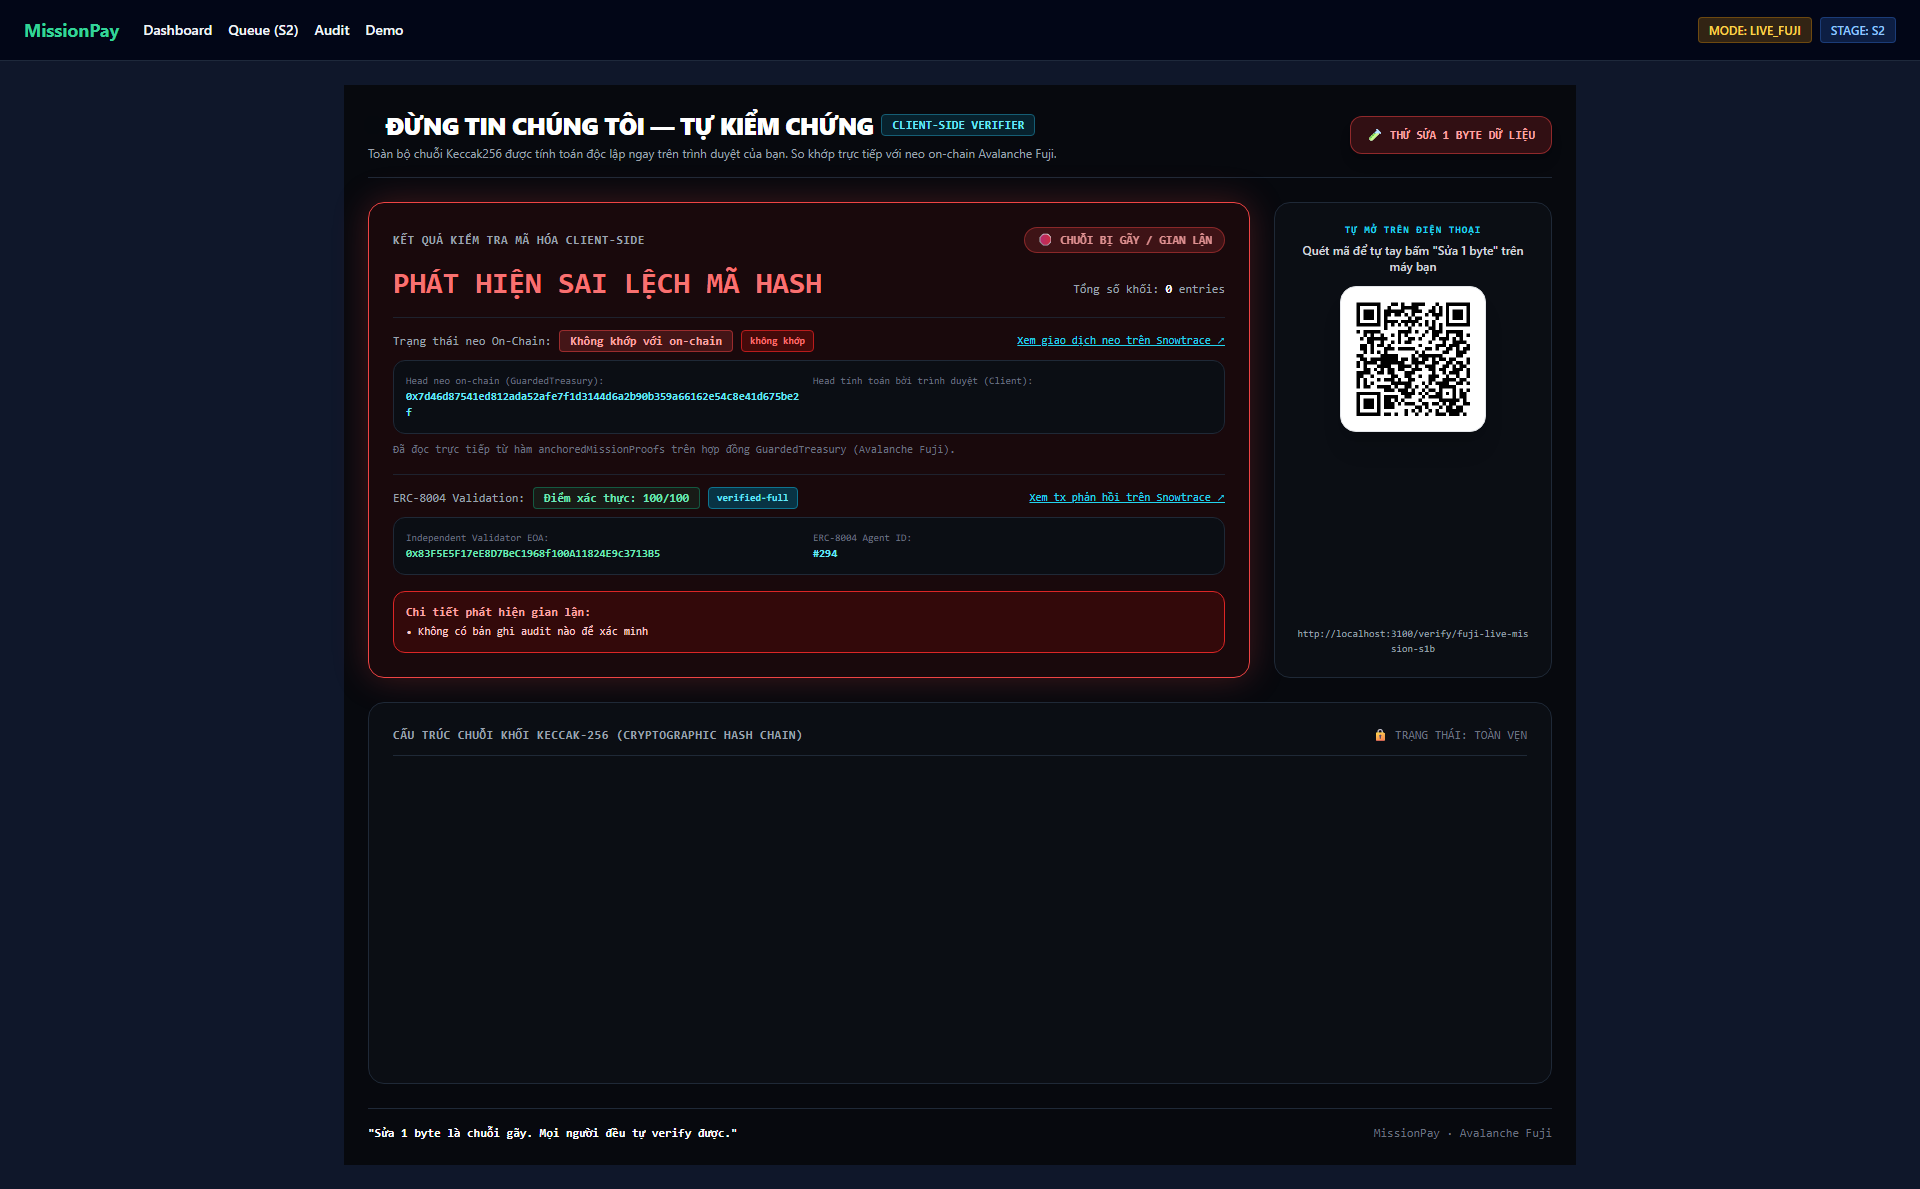 MissionPay
Dashboard
Queue (S2)
Audit
Demo
MODE: LIVE_FUJI
STAGE: S2
ĐỪNG TIN CHÚNG TÔI — TỰ KIỂM CHỨNG
CLIENT-SIDE VERIFIER
Toàn bộ chuỗi Keccak256 được tính toán độc lập ngay trên trình duyệt của bạn. So khớp trực tiếp với neo on-chain Avalanche Fuji.
THỬ SỬA 1 BYTE DỮ LIỆU
KẾT QUẢ KIỂM TRA MÃ HÓA CLIENT-SIDE
CHUỖI BỊ GÃY / GIAN LẬN
PHÁT HIỆN SAI LỆCH MÃ HASH
Tổng số khối: 0 entries
Trạng thái neo On-Chain:
Không khớp với on-chain
không khớp
Xem giao dịch neo trên Snowtrace ↗
Head neo on-chain (GuardedTreasury):
0x7d46d87541ed812ada52afe7f1d3144d6a2b90b359a66162e54c8e41d675be2
f
Head tính toán bởi trình duyệt (Client):
Đã đọc trực tiếp từ hàm anchoredMissionProofs trên hợp đồng GuardedTreasury (Avalanche Fuji).
ERC-8004 Validation:
Điểm xác thực: 100/100
verified-full
Xem tx phản hồi trên Snowtrace ↗
Independent Validator EOA:
0x83F5E5F17eE8D7BeC1968f100A11824E9c3713B5
ERC-8004 Agent ID:
#294
Chi tiết phát hiện gian lận:
• Không có bản ghi audit nào để xác minh
TỰ MỞ TRÊN ĐIỆN THOẠI
Quét mã để tự tay bấm "Sửa 1 byte" trên
máy bạn
http://localhost:3100/verify/fuji-live-mis
sion-s1b
CẤU TRÚC CHUỖI KHỐI KECCAK-256 (CRYPTOGRAPHIC HASH CHAIN)
TRẠNG THÁI: TOÀN VẸN
"Sửa 1 byte là chuỗi gãy. Mọi người đều tự verify được."
MissionPay · Avalanche Fuji